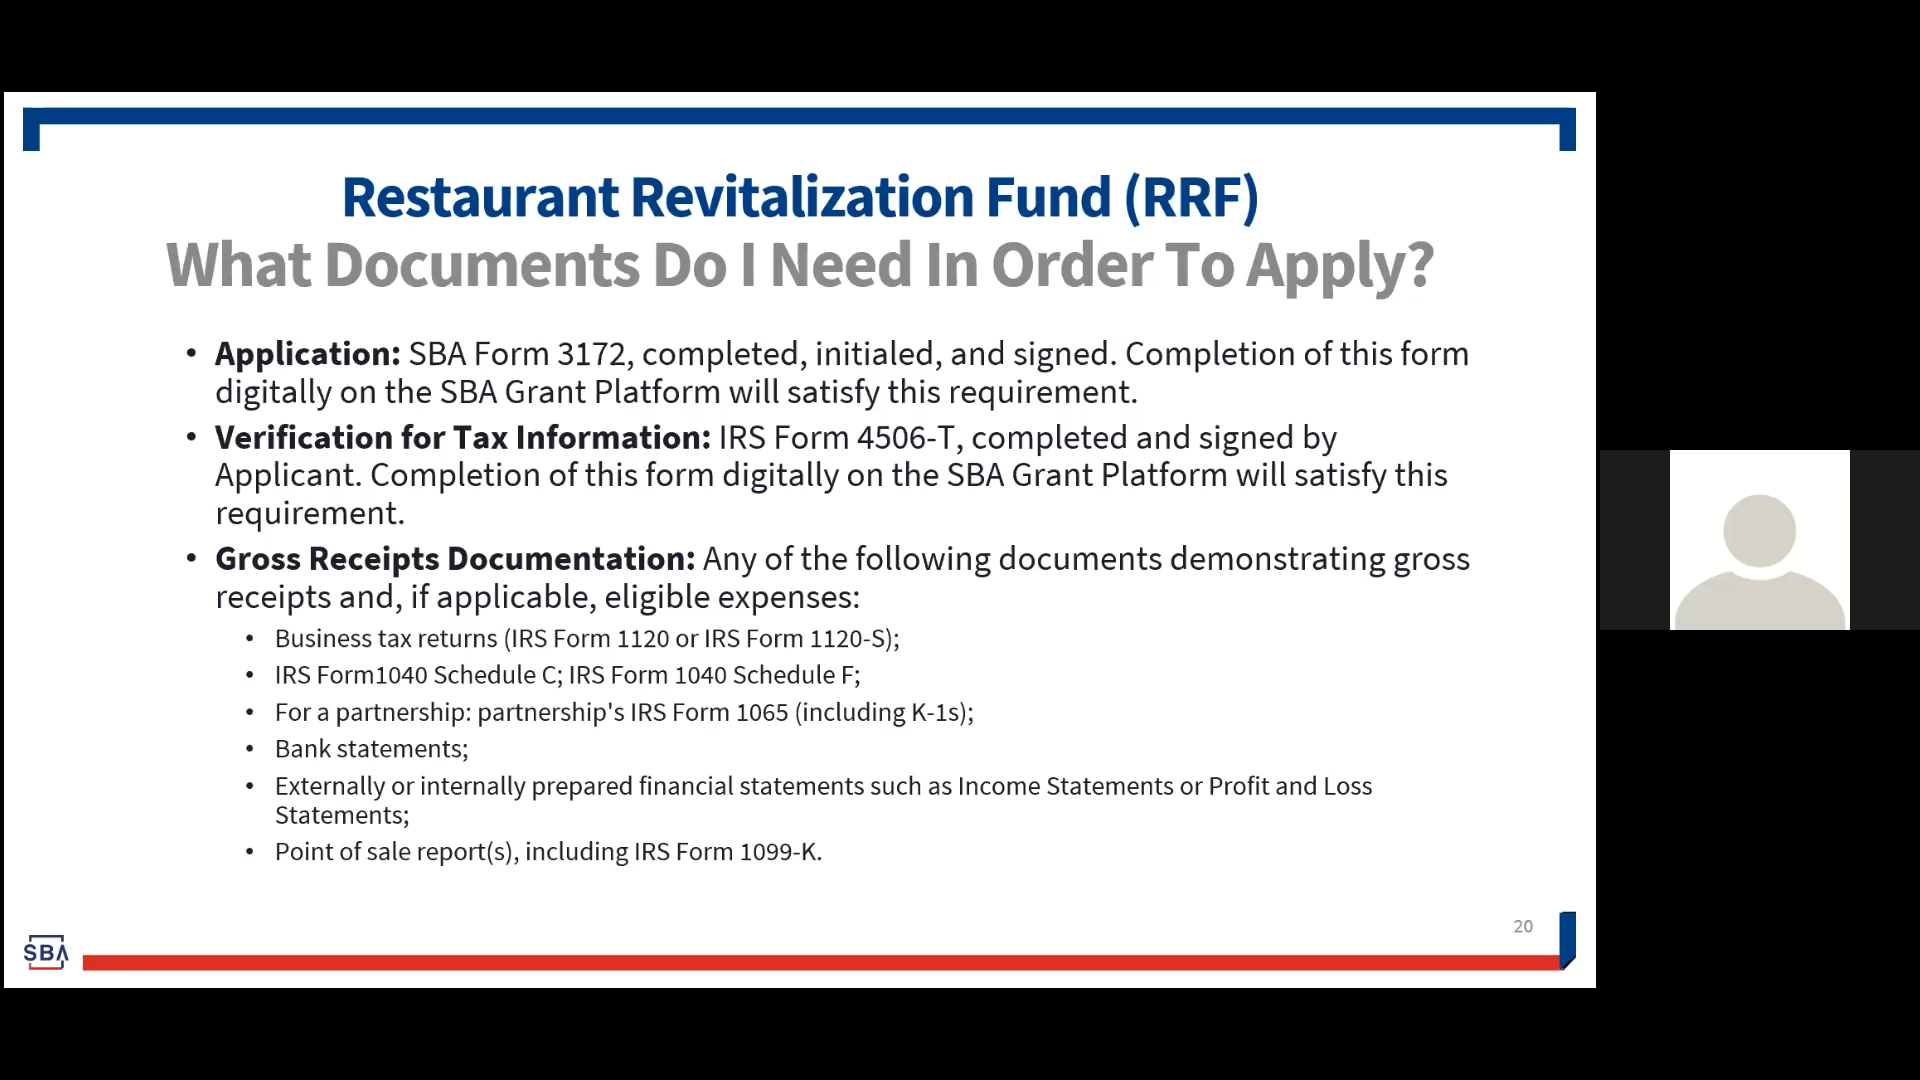 Restaurant Revitalization Fund (RRF)
What Documents Do I Need In Order To Apply?
• Application: SBA Form 3172, completed, initialed, and signed. Completion of this form
digitally on the SBA Grant Platform will satisfy this requirement.
• Verification for Tax Information: IRS Form 4506-T, completed and signed by
Applicant. Completion of this form digitally on the SBA Grant Platform will satisfy this
requirement.
• Gross Receipts Documentation: Any of the following documents demonstrating gross
receipts and, if applicable, eligible expenses:
• Business tax returns (IRS Form 1120 or IRS Form 1120-S);
• IRS Form1040 Schedule C; IRS Form 1040 Schedule F;
• For a partnership: partnership's IRS Form 1065 (including K-1s);
• Bank statements;
• Externally or internally prepared financial statements such as Income Statements or Profit and Loss
Statements;
• Point of sale report(s), including IRS Form 1099-K.
20
SBA